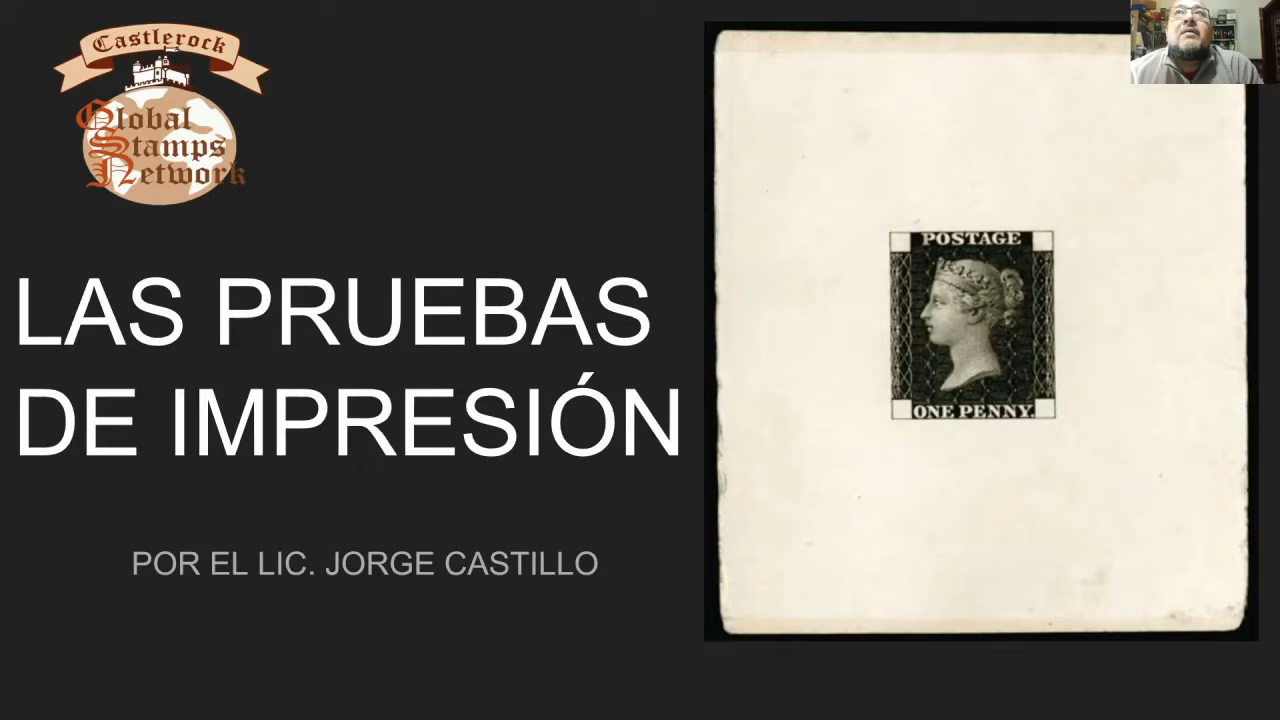 Castlerock
Global
Stamps
Network
LAS PRUEBAS
DE IMPRESIÓN
POR EL LIC. JORGE CASTILLO
POSTAGE
ONE PENNY.